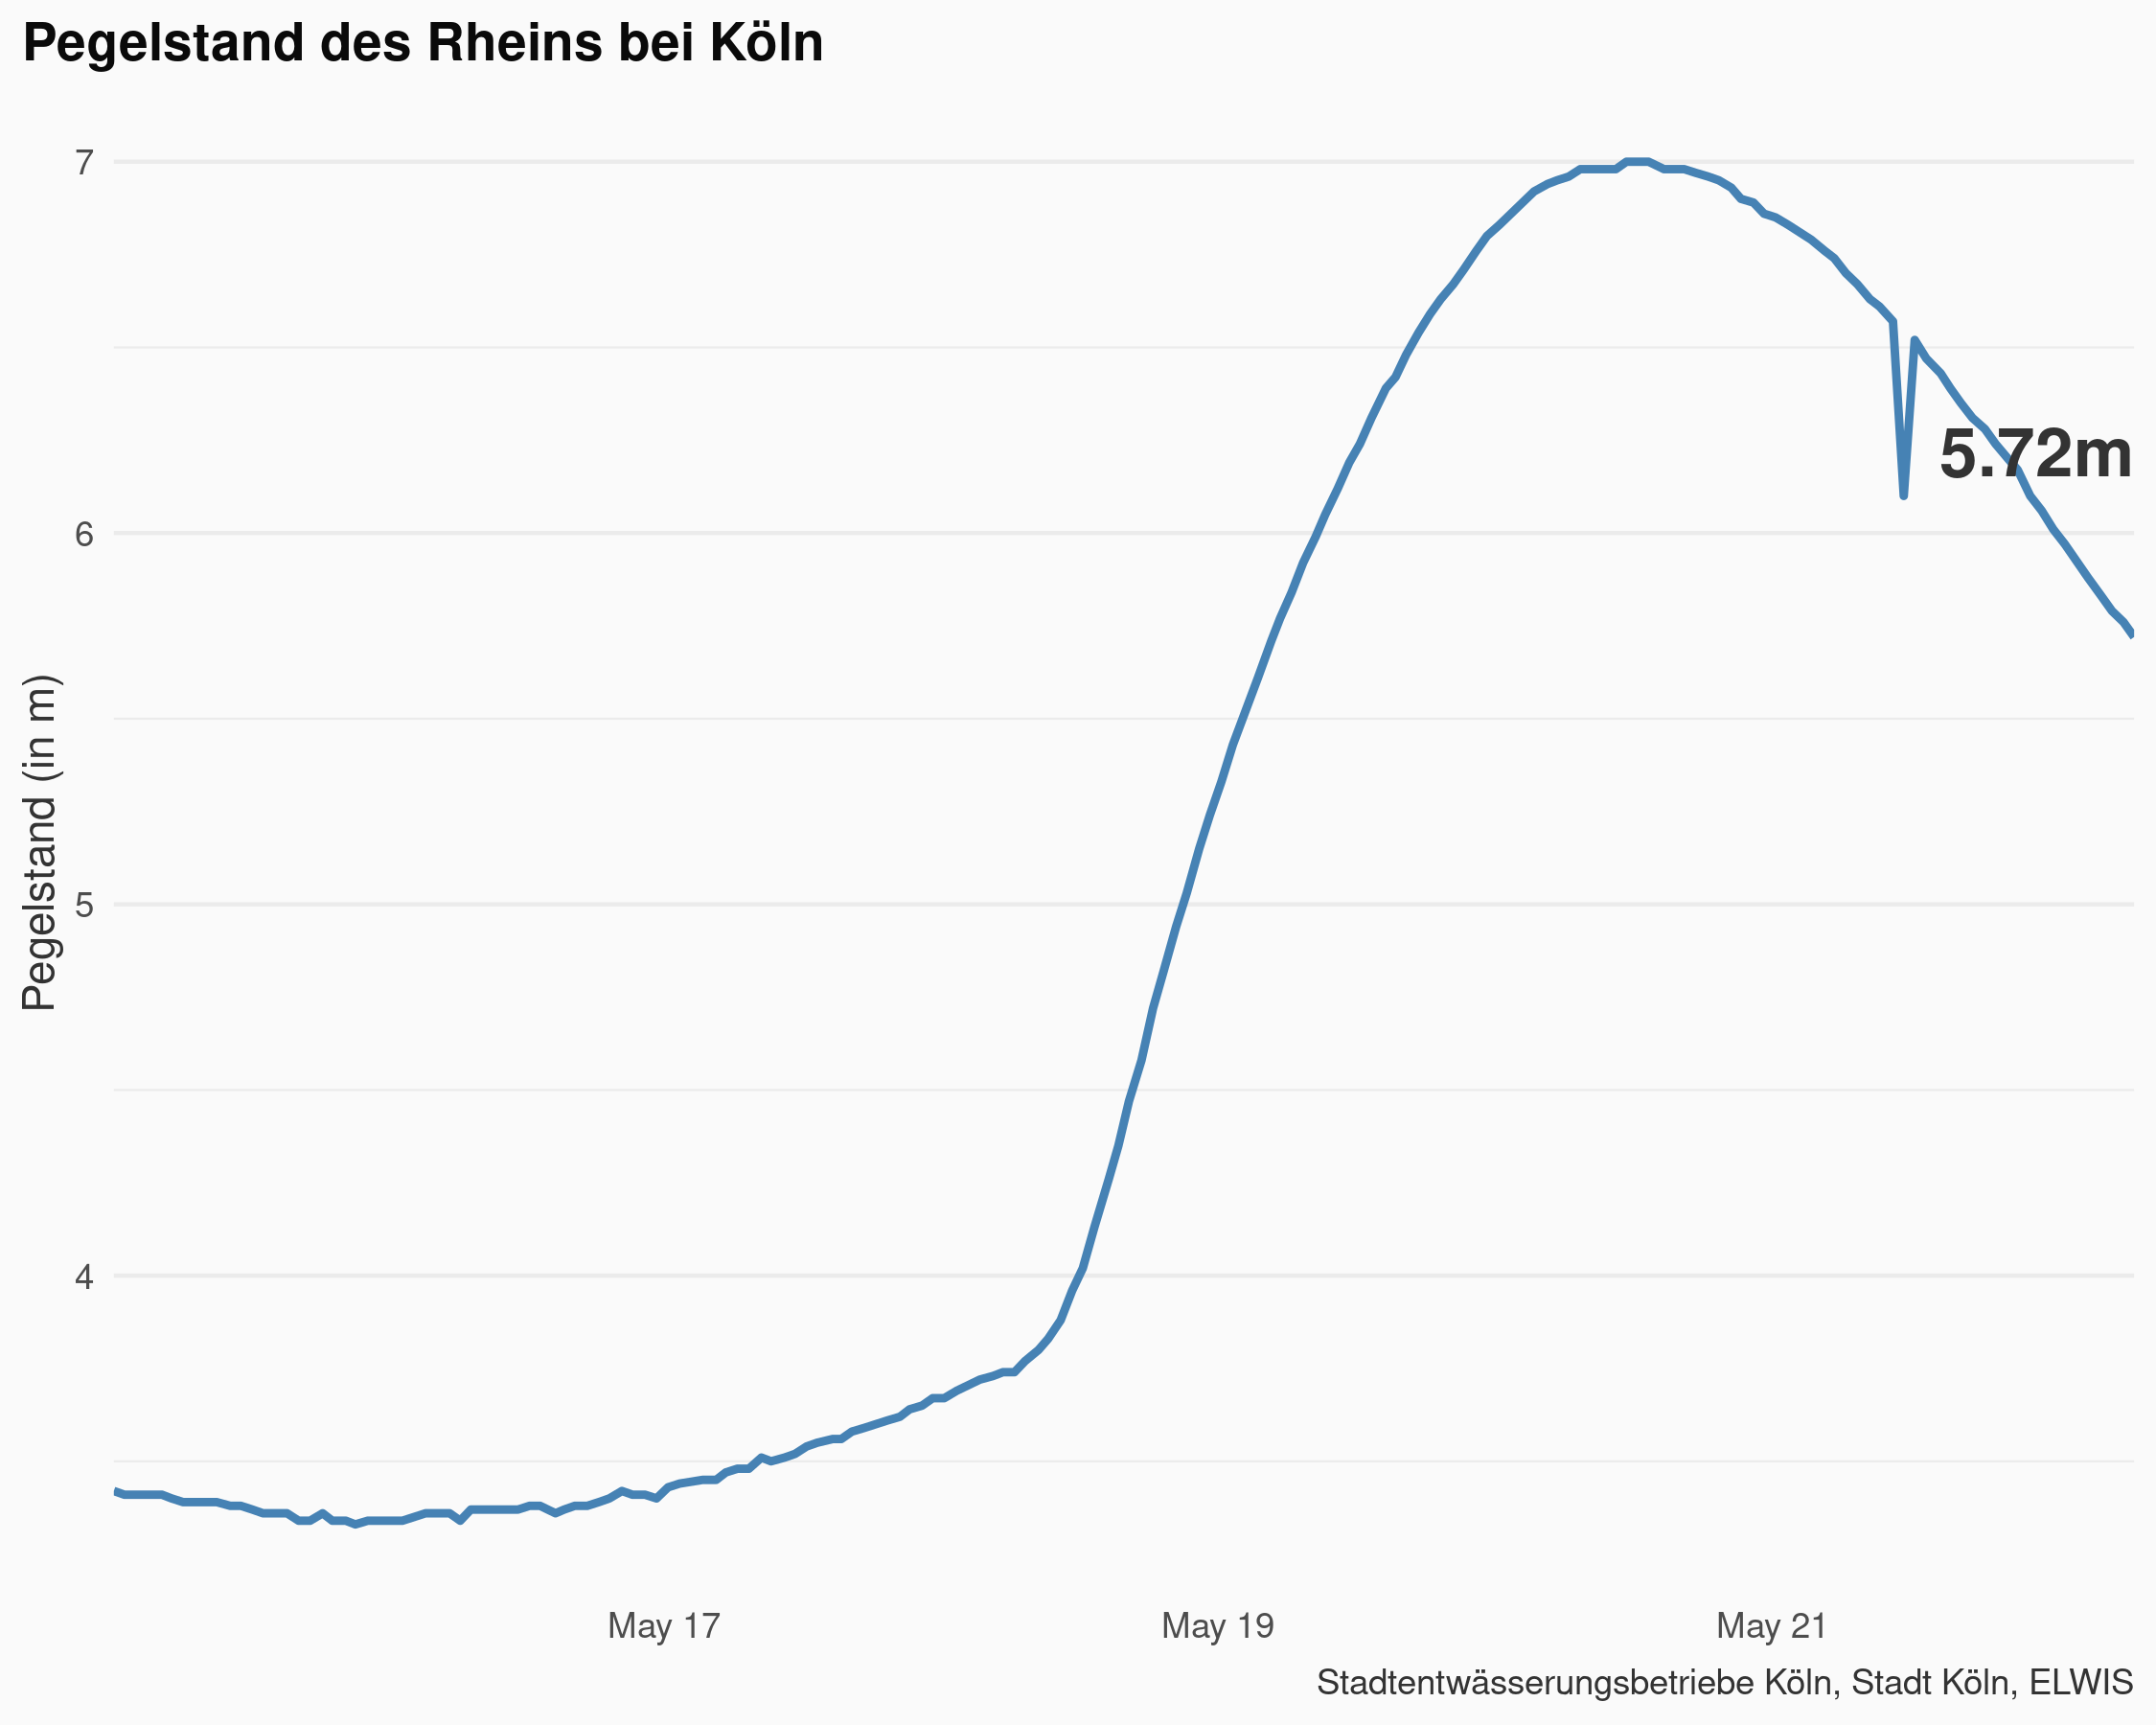 Pegelstand des Rheins bei Köln
Pegelstand (in m)
7
6
5
4
5.72m
May 17
May 19
May 21
Stadtentwässerungsbetriebe Köln, Stadt Köln, ELWIS